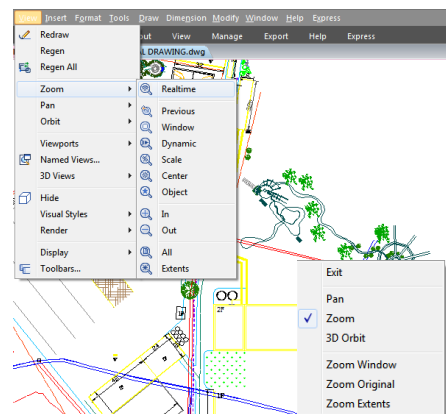 View Insert Format Tools Draw Dimension Modify Window Help Express
out View Manage Export Help Express
L DRAWING.dwg
Redraw
Regen
Regen All
Zoom
Pan
Orbit
Viewports
Named Views...
3D Views
Hide
Visual Styles
Render
Display
Toolbars...
Realtime
Previous
Window
Dynamic
Scale
Center
Object
In
Out
All
Extents
2F
1F
Exit
Pan
Zoom
3D Orbit
Zoom Window
Zoom Original
Zoom Extents